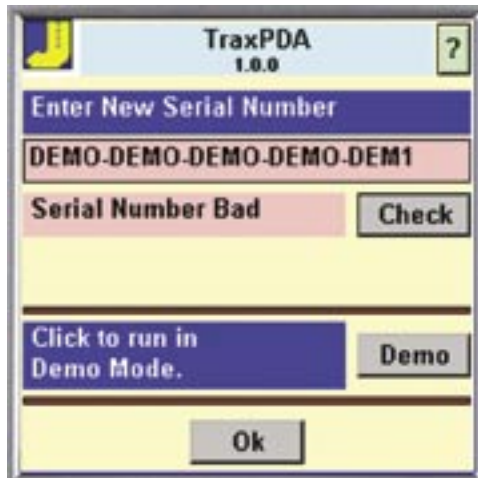 TraxPDA
?
1.0.0
Enter New Serial Number
DEMO-DEMO-DEMO-DEMO-DEM1
Serial Number Bad
Check
Click to run in
Demo Mode.
Demo
Ok